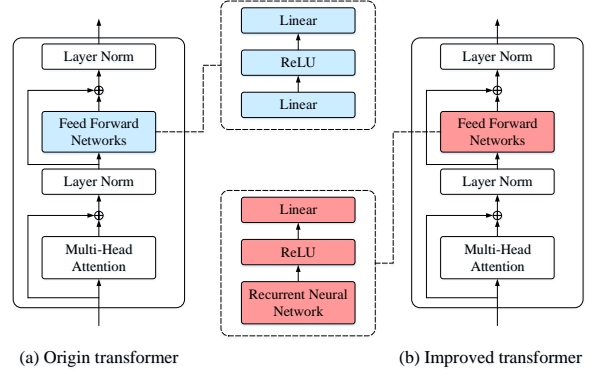 Layer Norm
Feed Forward
Networks
Layer Norm
Multi-Head
Attention
(a) Origin transformer
Linear
ReLU
Linear
Linear
ReLU
Recurrent Neural
Network
Layer Norm
Feed Forward
Networks
Layer Norm
Multi-Head
Attention
(b) Improved transformer